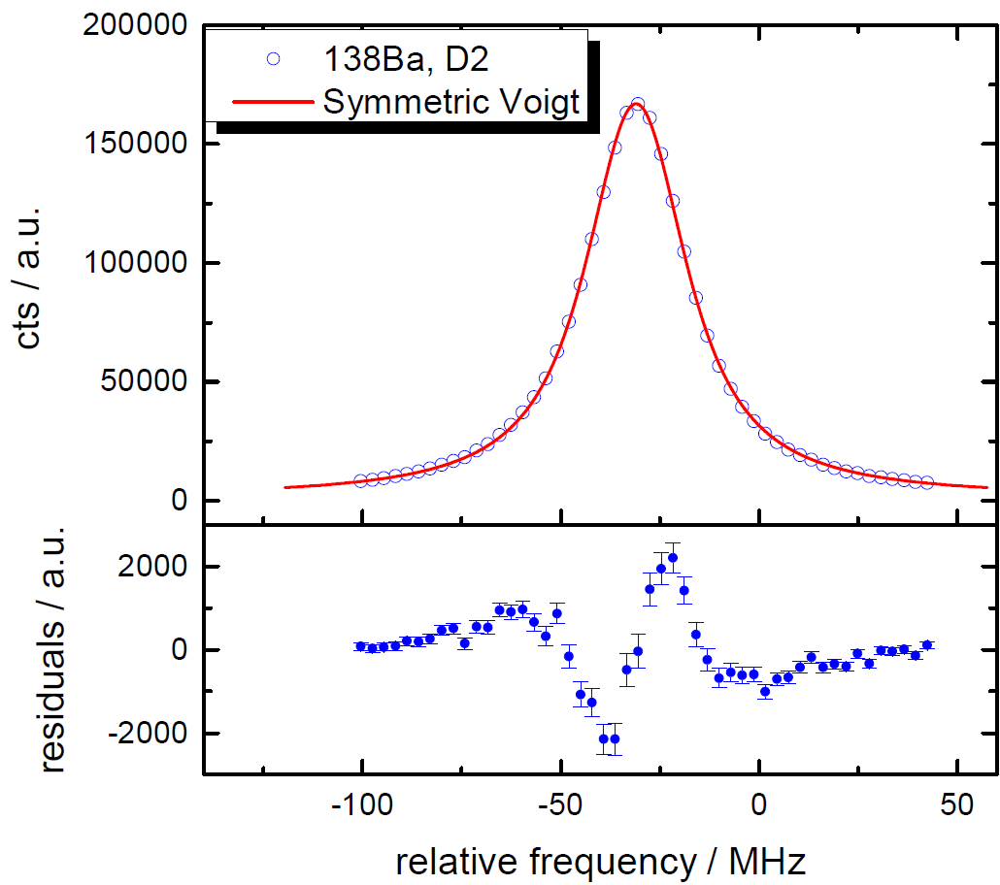 200000
138Ba, D2
Symmetric Voigt
150000
100000
50000
0
cts / a.u.
2000
0
-2000
residuals / a.u.
-100 -50 0 50
relative frequency / MHz